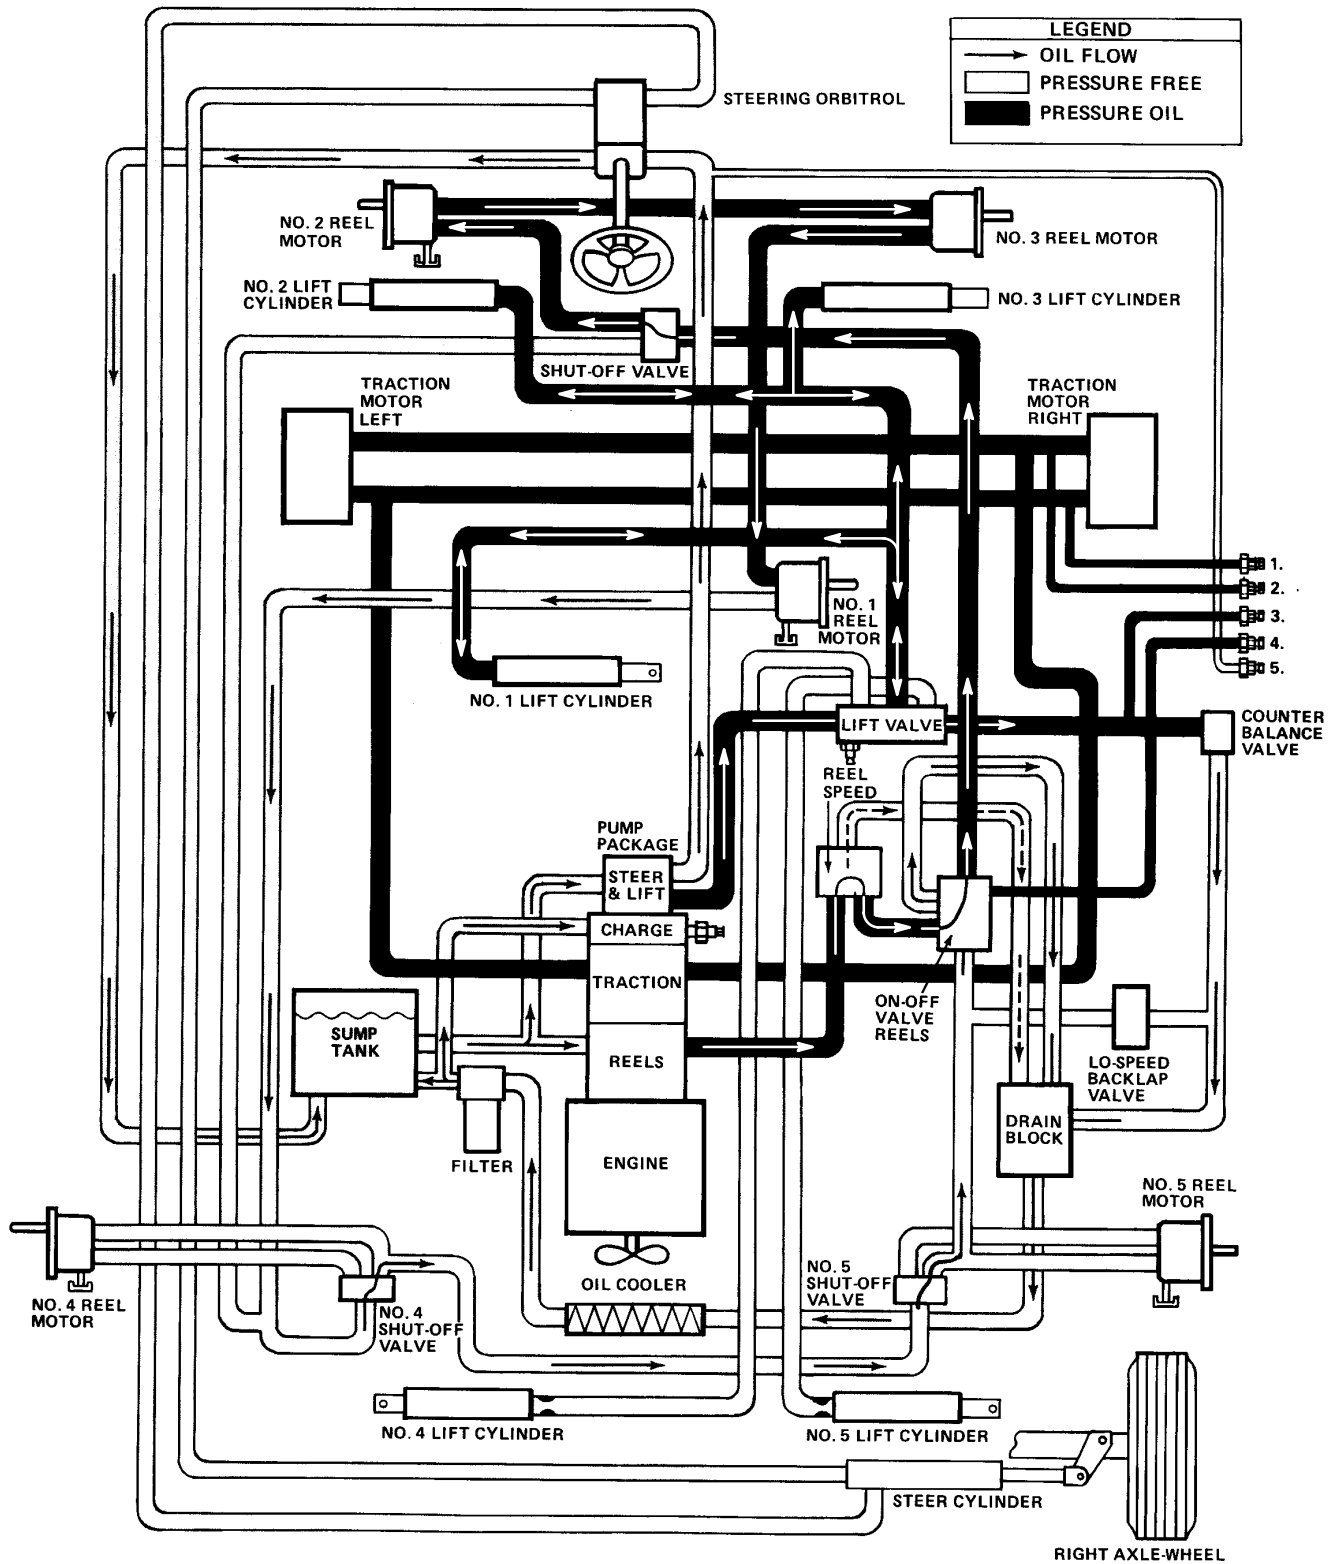 LEGEND
OIL FLOW
PRESSURE FREE
PRESSURE OIL
STEERING ORBITROL
NO. 2 REEL
MOTOR
NO. 3 REEL MOTOR
NO. 2 LIFT
CYLINDER
NO. 3 LIFT CYLINDER
SHUT-OFF VALVE
TRACTION
MOTOR
LEFT
TRACTION
MOTOR
RIGHT
1.
2.
3.
4.
5.
NO. 1
REEL
MOTOR
NO. 1 LIFT CYLINDER
LIFT VALVE
COUNTER
BALANCE
VALVE
REEL
SPEED
PUMP
PACKAGE
STEER
& LIFT
CHARGE
TRACTION
REELS
ON-OFF
VALVE
REELS
SUMP
TANK
LO-SPEED
BACKLAP
VALVE
DRAIN
BLOCK
FILTER
ENGINE
NO. 5 REEL
MOTOR
OIL COOLER
NO. 5
SHUT-OFF
VALVE
NO. 4 REEL
MOTOR
NO. 4
SHUT-OFF
VALVE
NO. 4 LIFT CYLINDER
NO. 5 LIFT CYLINDER
STEER CYLINDER
RIGHT AXLE-WHEEL